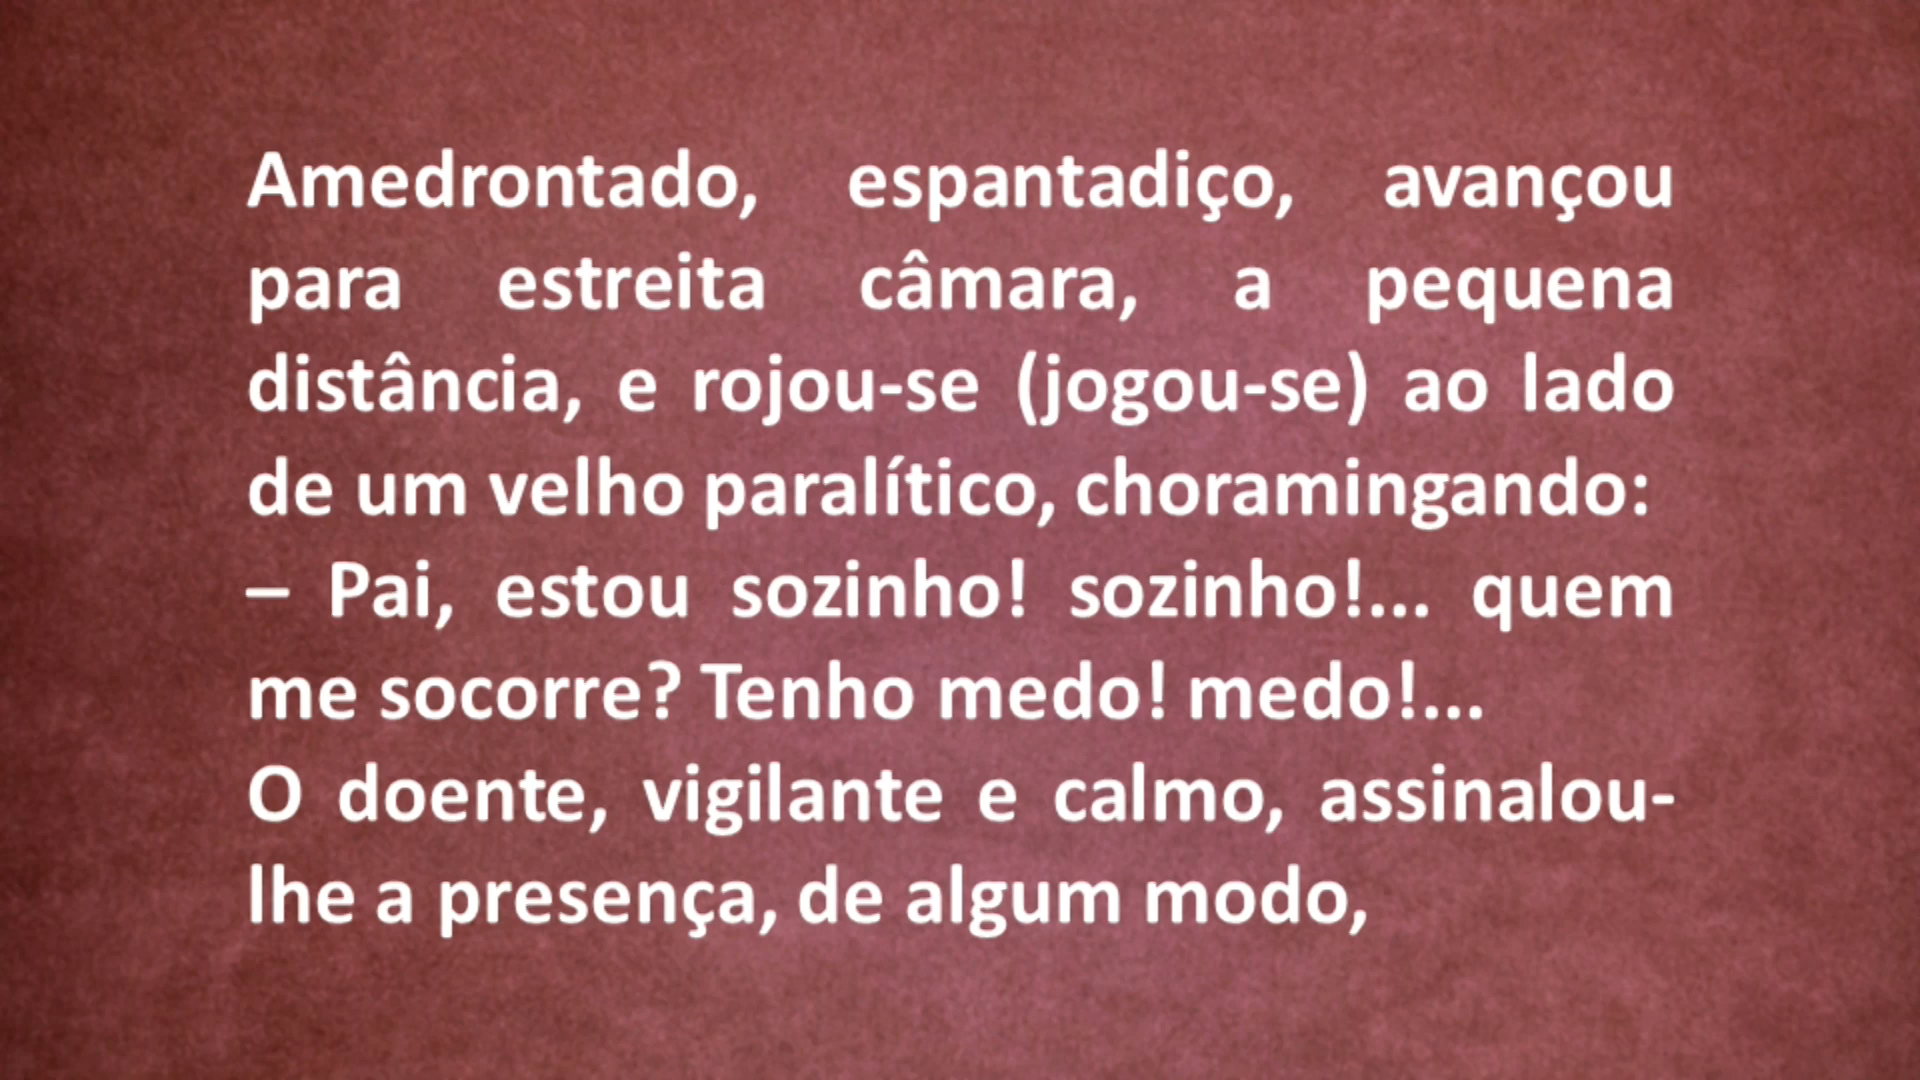 Amedrontado, espantadiço, avançou
para estreita câmara, a pequena
distância, e rojou-se (jogou-se) ao lado
de um velho paralítico, choramingando:
– Pai, estou sozinho! sozinho!... quem
me socorre? Tenho medo! medo!...
O doente, vigilante e calmo, assinalou-
lhe a presença, de algum modo,